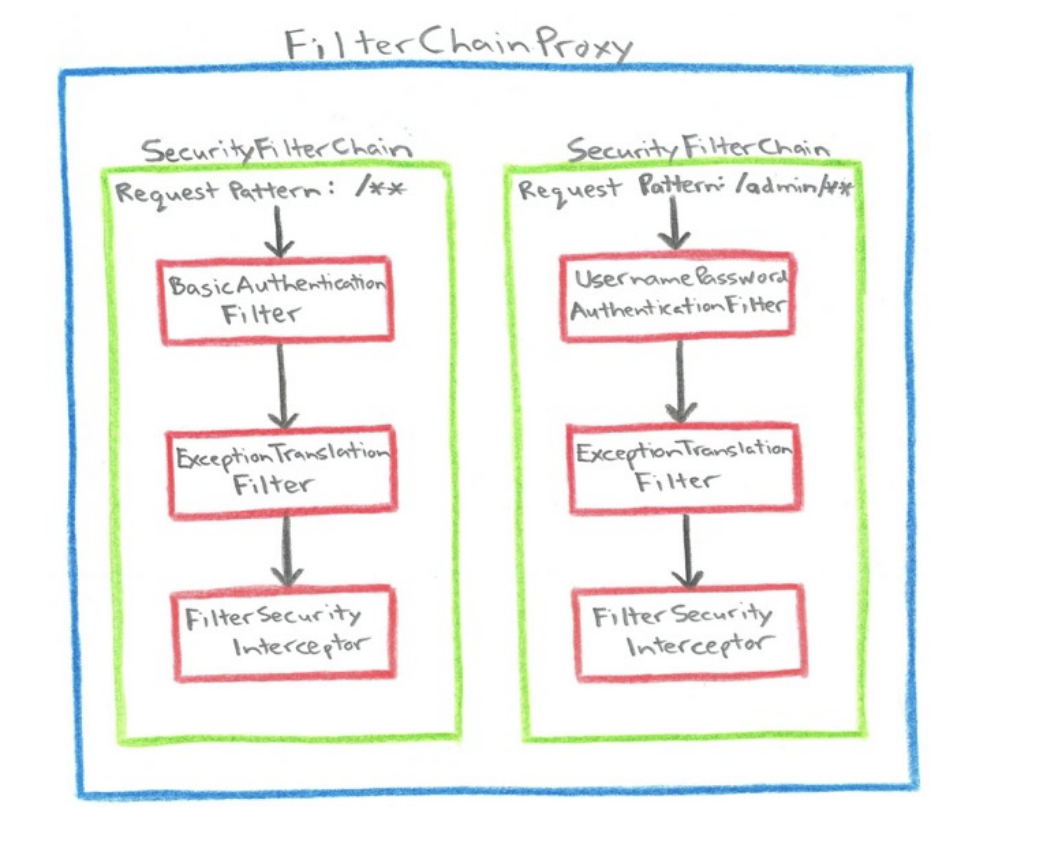 FilterChainProxy
SecurityFilterChain
Request Pattern: /**
BasicAuthentication
Filter
ExceptionTranslation
Filter
FilterSecurity
Interceptor
SecurityFilterChain
Request Pattern: /admin/**
UsernamePassword
AuthenticationFilter
ExceptionTranslation
Filter
FilterSecurity
Interceptor